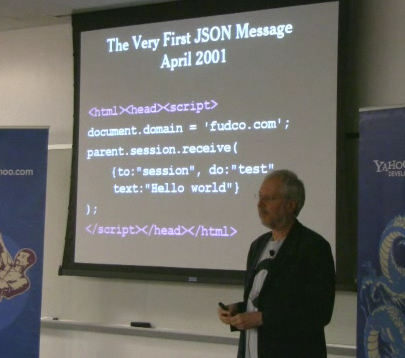 The Very First JSON Message
April 2001
<html><head><script>
document.domain = 'fudco.com';
parent.session.receive(
{to:"session", do:"test"
text:"Hello world"}
);
</script></head></html>
hoo.com
YAHOO
DEVEL